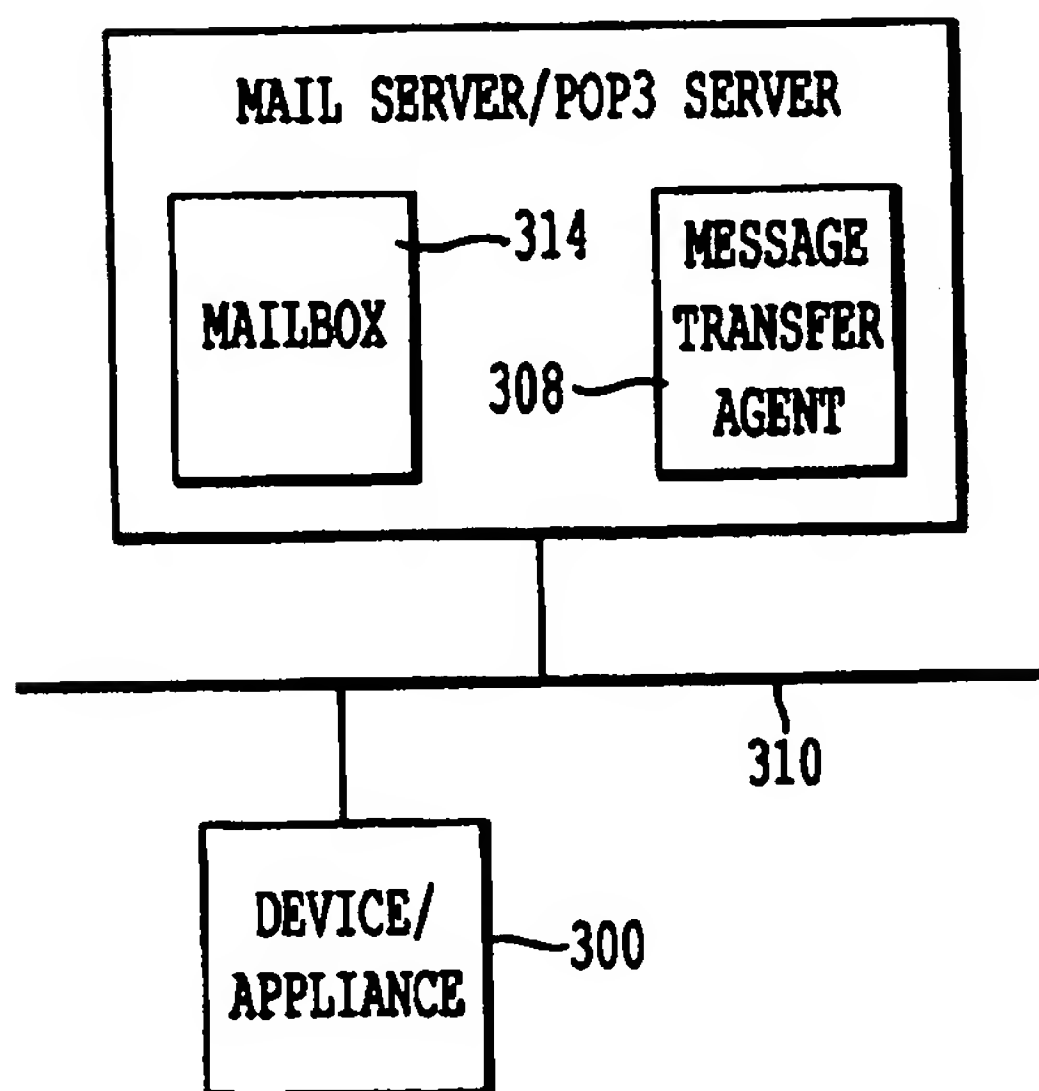 MAIL SERVER/POP3 SERVER
314
MAILBOX
MESSAGE
TRANSFER
AGENT
308
310
DEVICE/
APPLIANCE
300